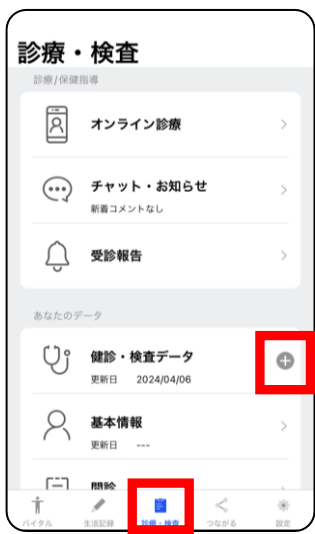 診療・検査
診療/保健指導
オンライン診療
チャット・お知らせ
新着コメントなし
受診報告
あなたのデータ
健診・検査データ
更新日 2024/04/06
基本情報
更新日 ---
バイタル 生活記録 診療・検査 つながる 設定